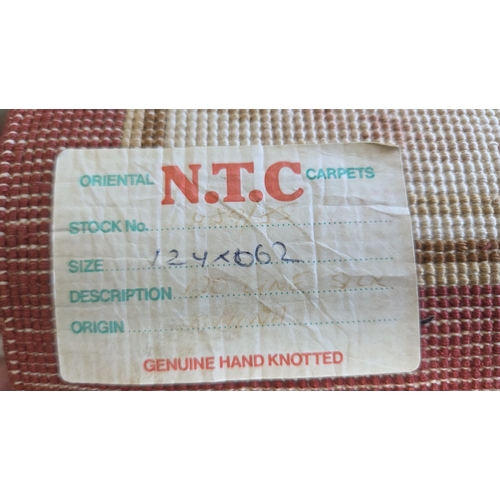 ORIENTAL N.T.C CARPETS
STOCK No.
SIZE 124x062
DESCRIPTION
ORIGIN
GENUINE HAND KNOTTED